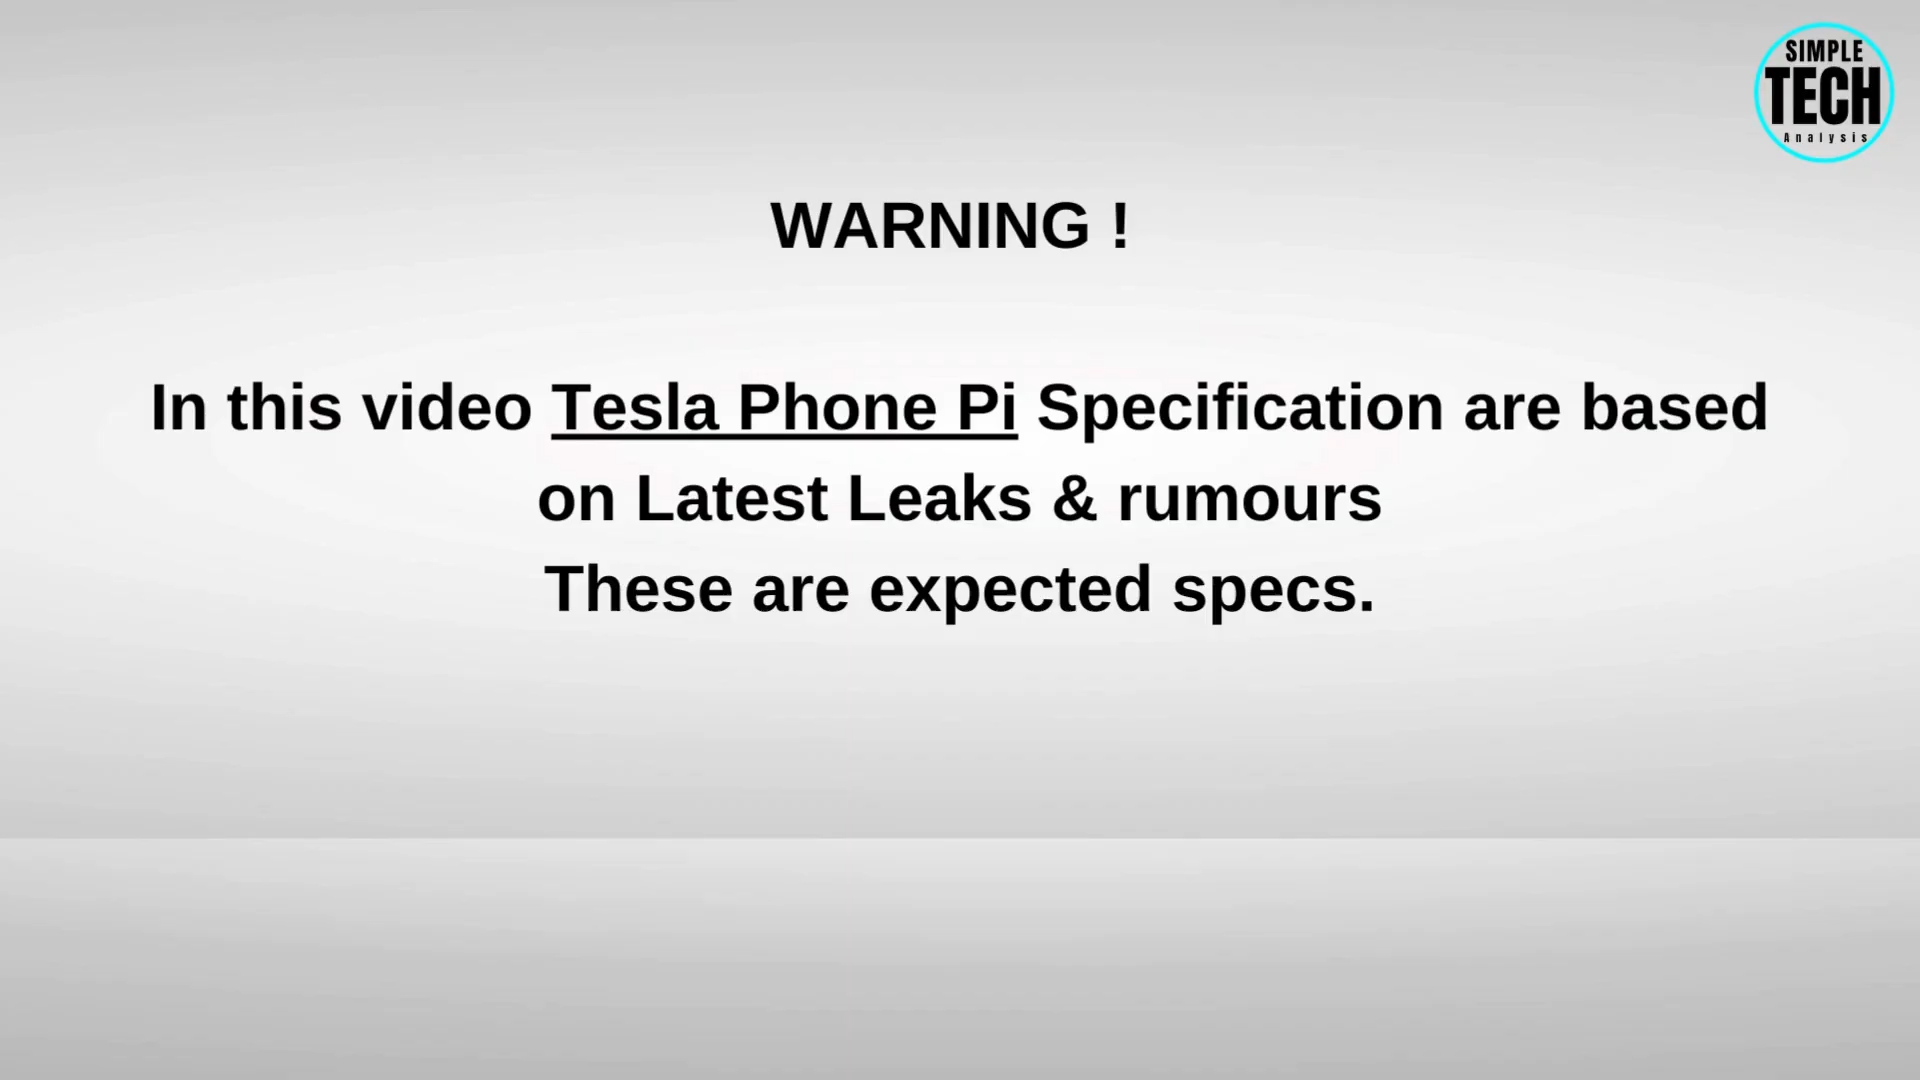 SIMPLE
TECH
Analysis
WARNING !
In this video Tesla Phone Pi Specification are based
on Latest Leaks & rumours
These are expected specs.